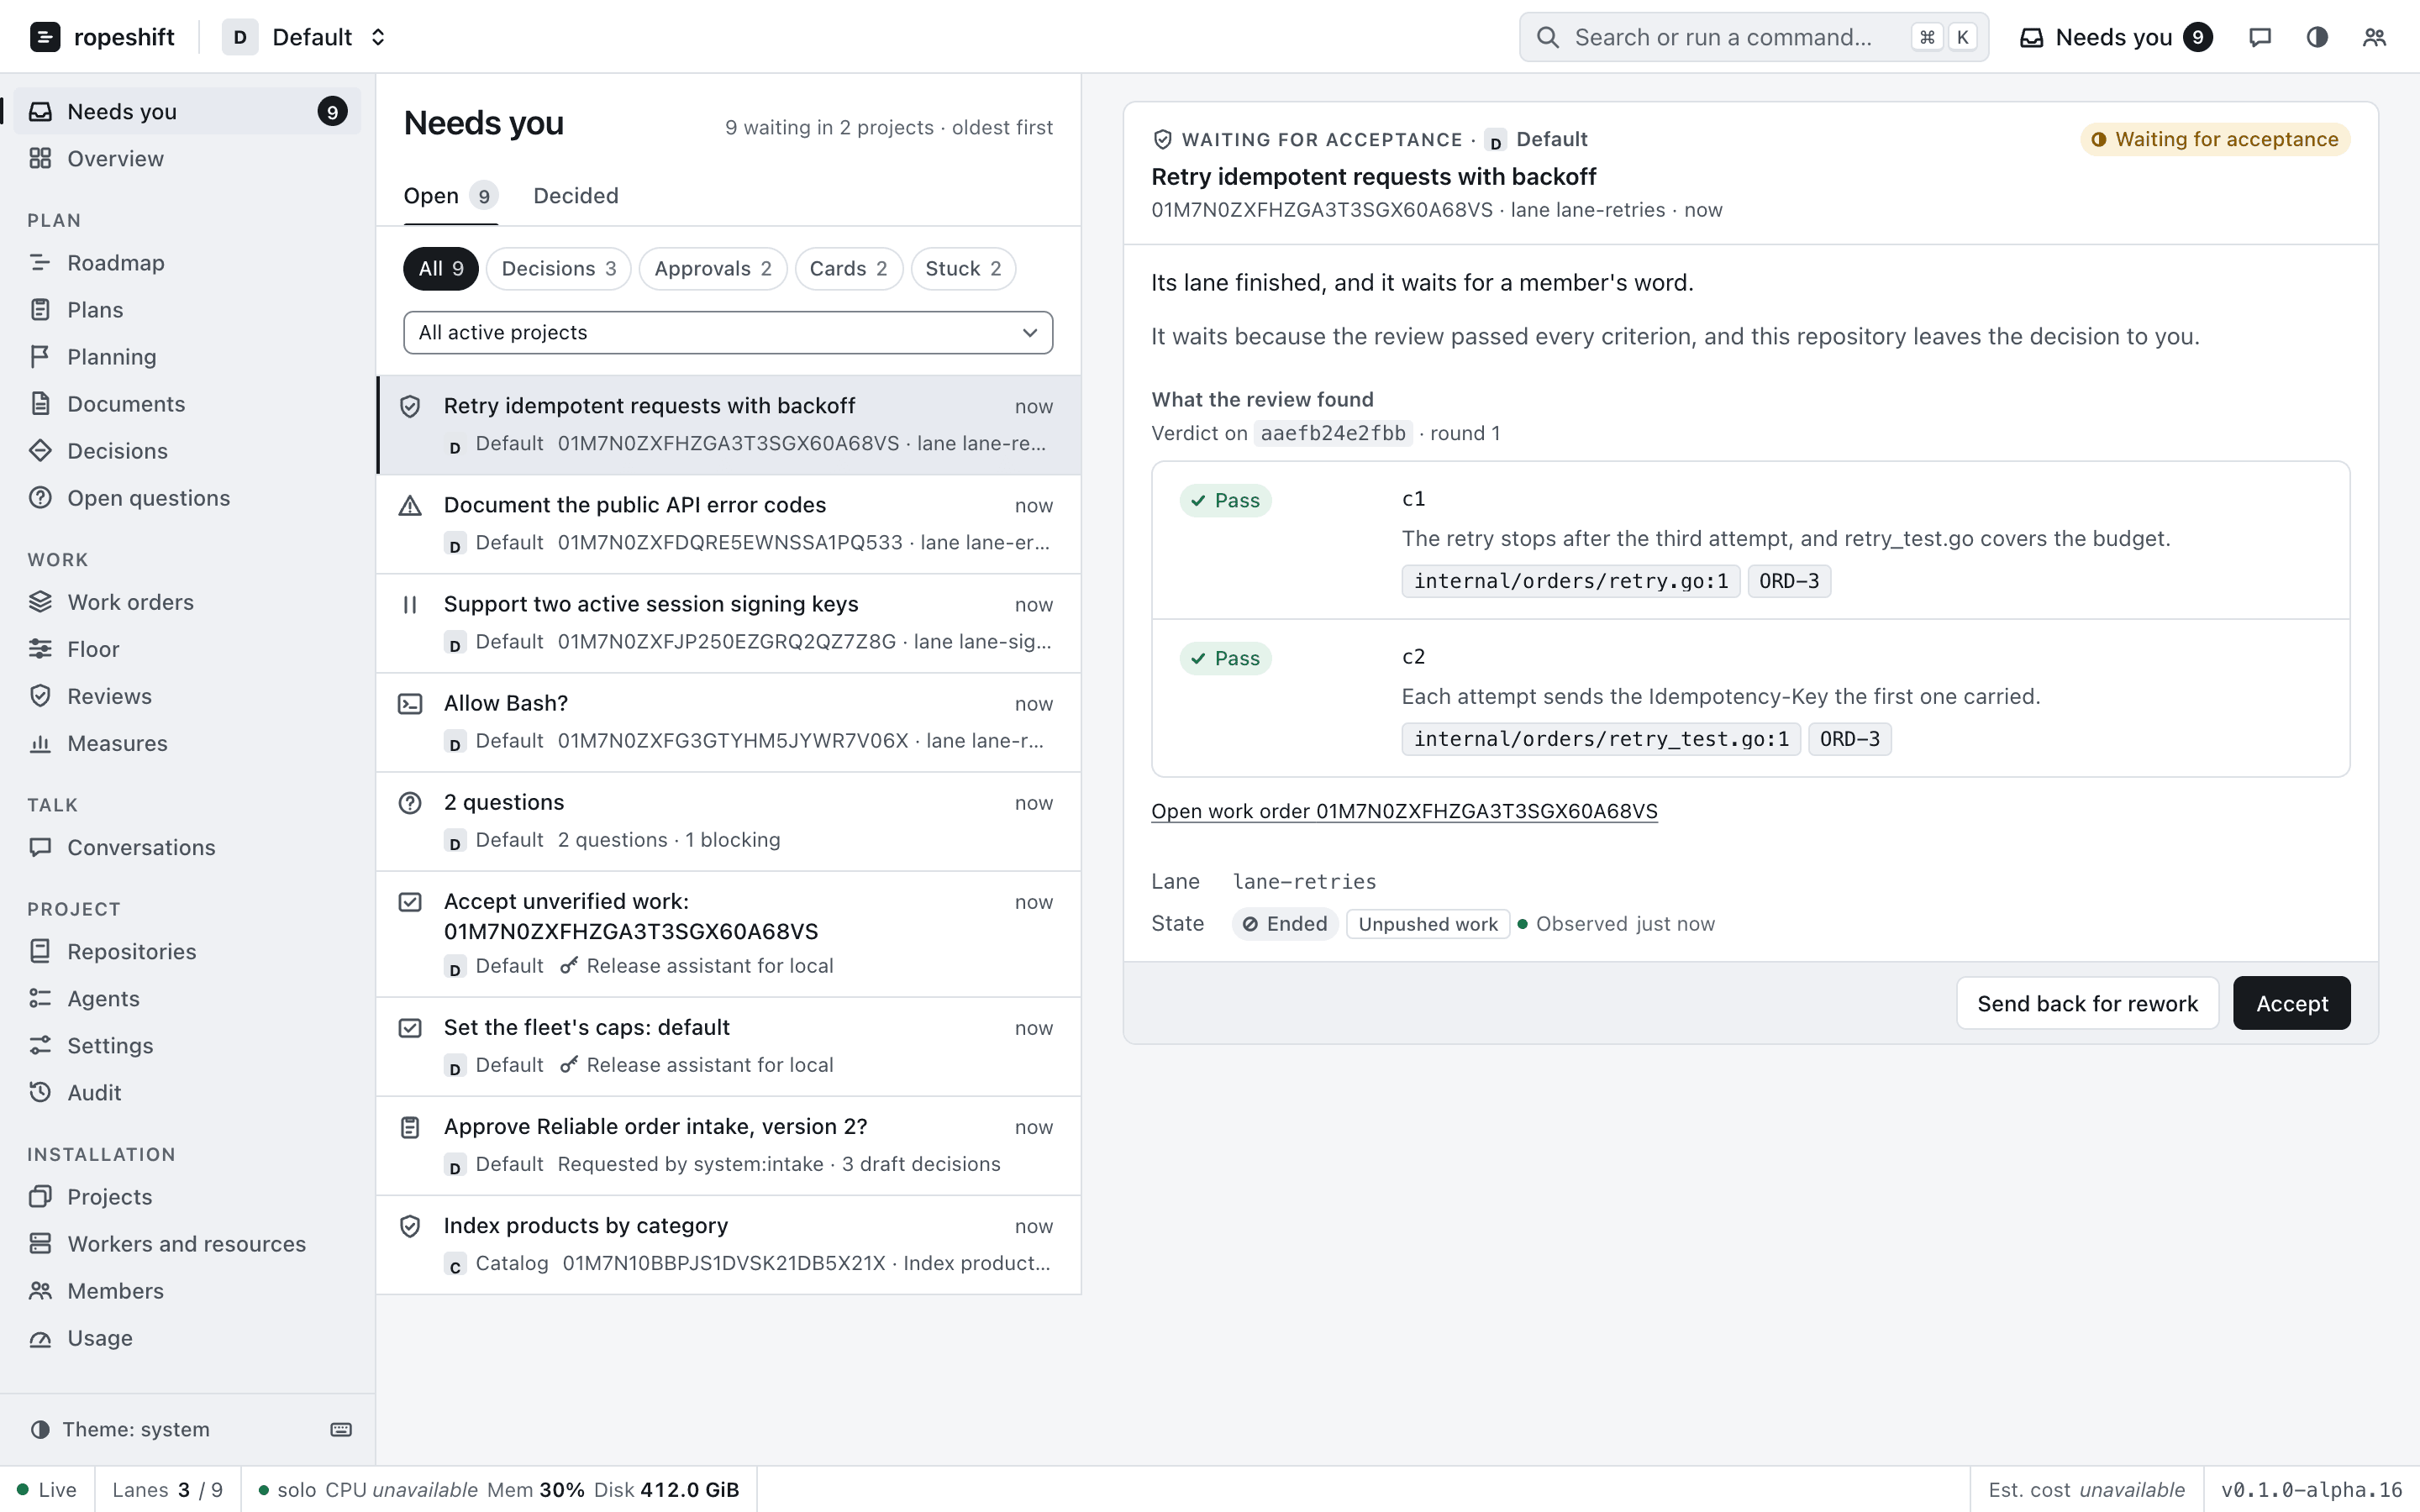 ropeshift
D Default
Search or run a command... ⌘ K
Needs you 9
Needs you 9
Overview
PLAN
Roadmap
Plans
Planning
Documents
Decisions
Open questions
WORK
Work orders
Floor
Reviews
Measures
TALK
Conversations
PROJECT
Repositories
Agents
Settings
Audit
INSTALLATION
Projects
Workers and resources
Members
Usage
Theme: system
Needs you
9 waiting in 2 projects · oldest first
Open 9 Decided
All 9 Decisions 3 Approvals 2 Cards 2 Stuck 2
All active projects
Retry idempotent requests with backoff now
D Default 01M7N0ZXFHZGA3T3SGX60A68VS · lane lane-re...
Document the public API error codes now
D Default 01M7N0ZXFDQRE5EWNSSA1PQ533 · lane lane-er...
Support two active session signing keys now
D Default 01M7N0ZXFJP250EZGRQ2QZ7Z8G · lane lane-sig...
Allow Bash? now
D Default 01M7N0ZXFG3GTYHM5JYWR7V06X · lane lane-r...
2 questions now
D Default 2 questions · 1 blocking
Accept unverified work: now
01M7N0ZXFHZGA3T3SGX60A68VS
D Default Release assistant for local
Set the fleet's caps: default now
D Default Release assistant for local
Approve Reliable order intake, version 2? now
D Default Requested by system:intake · 3 draft decisions
Index products by category now
C Catalog 01M7N10BBPJS1DVSK21DB5X21X · Index product...
WAITING FOR ACCEPTANCE · D Default
Waiting for acceptance
Retry idempotent requests with backoff
01M7N0ZXFHZGA3T3SGX60A68VS · lane lane-retries · now
Its lane finished, and it waits for a member's word.
It waits because the review passed every criterion, and this repository leaves the decision to you.
What the review found
Verdict on aaefb24e2fbb · round 1
Pass c1
The retry stops after the third attempt, and retry_test.go covers the budget.
internal/orders/retry.go:1 ORD-3
Pass c2
Each attempt sends the Idempotency-Key the first one carried.
internal/orders/retry_test.go:1 ORD-3
Open work order 01M7N0ZXFHZGA3T3SGX60A68VS
Lane lane-retries
State Ended Unpushed work Observed just now
Send back for rework Accept
Live Lanes 3 / 9 solo CPU unavailable Mem 30% Disk 412.0 GiB
Est. cost unavailable v0.1.0-alpha.16